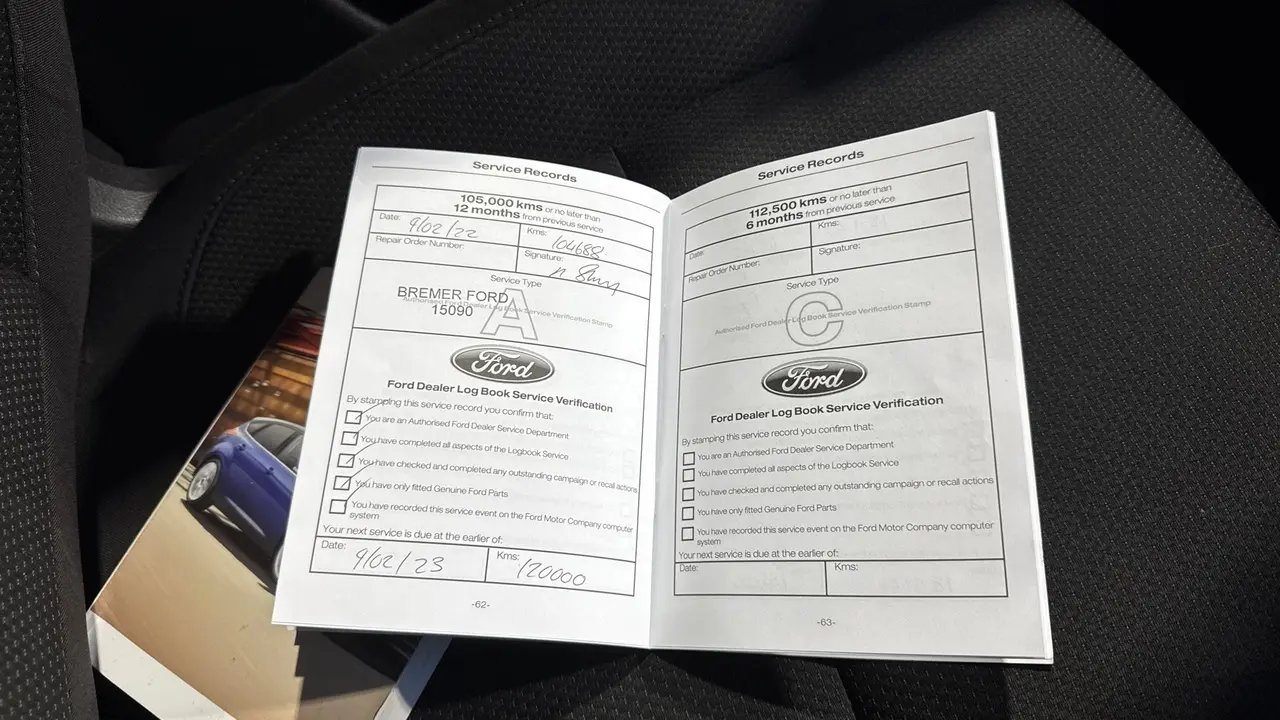 Service Records
105,000 kms or no later than
12 months from previous service
Date: 9/02/22
Kms: 104688
Repair Order Number:
Signature:
Service Type
BREMER FORD
15090
A
Authorised Ford Dealer Log Book Service Verification Stamp
Ford
Ford Dealer Log Book Service Verification
By stamping this service record you confirm that:
You are an Authorised Ford Dealer Service Department
You have completed all aspects of the Logbook Service
You have checked and completed any outstanding campaign or recall actions
You have only fitted Genuine Ford Parts
You have recorded this service event on the Ford Motor Company computer
system
Your next service is due at the earlier of:
Date: 9/02/23
Kms: 120000
-62-
Service Records
112,500 kms or no later than
6 months from previous service
Date:
Kms:
Repair Order Number:
Signature:
Service Type
C
Authorised Ford Dealer Log Book Service Verification Stamp
Ford
Ford Dealer Log Book Service Verification
By stamping this service record you confirm that:
You are an Authorised Ford Dealer Service Department
You have completed all aspects of the Logbook Service
You have checked and completed any outstanding campaign or recall actions
You have only fitted Genuine Ford Parts
You have recorded this service event on the Ford Motor Company computer
system
Your next service is due at the earlier of:
Date:
Kms:
-63-